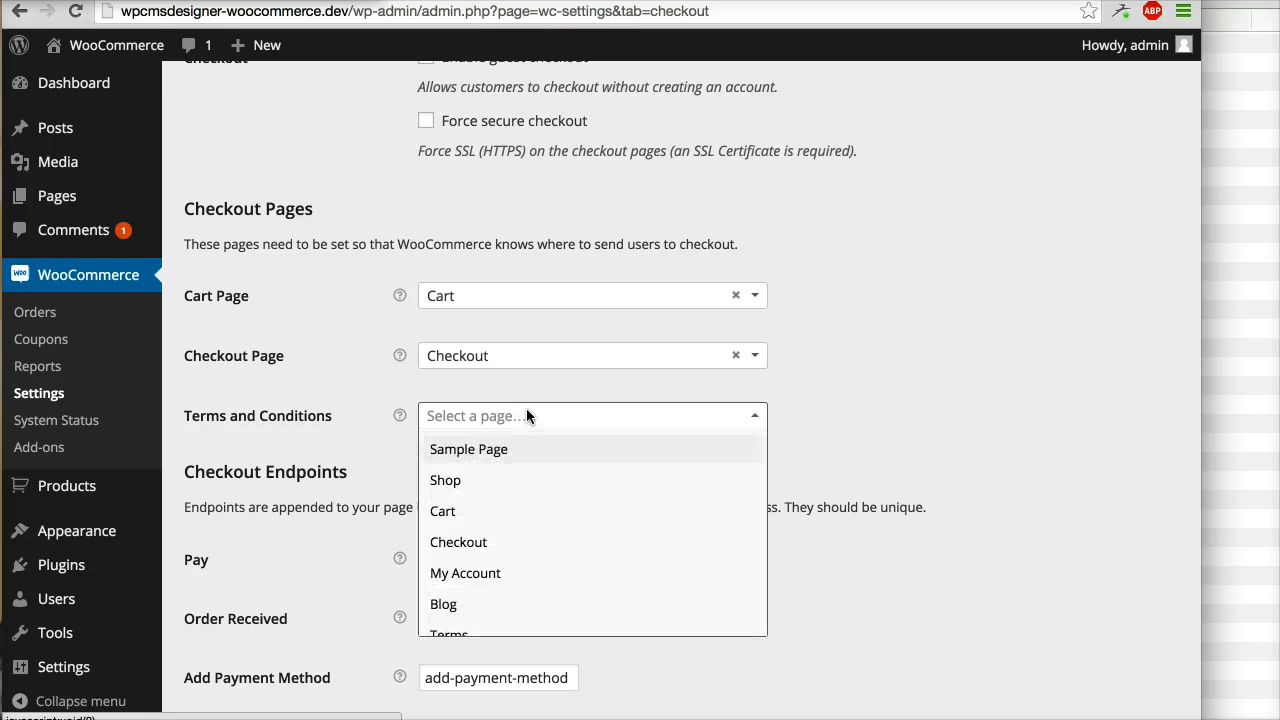 wpcmsdesigner-woocommerce.dev/wp-admin/admin.php?page=wc-settings&tab=checkout
ABP
WooCommerce 1 New Howdy, admin
Dashboard
Posts
Media
Pages
Comments 1
WooCommerce
Orders
Coupons
Reports
Settings
System Status
Add-ons
Products
Appearance
Plugins
Users
Tools
Settings
Collapse menu
Checkout Enable guest checkout
Allows customers to checkout without creating an account.
Force secure checkout
Force SSL (HTTPS) on the checkout pages (an SSL Certificate is required).
Checkout Pages
These pages need to be set so that WooCommerce knows where to send users to checkout.
Cart Page Cart
Checkout Page Checkout
Terms and Conditions Select a page...
Sample Page
Shop
Cart
Checkout
My Account
Blog
Terms
Checkout Endpoints
Endpoints are appended to your page ss. They should be unique.
Pay
Order Received
Add Payment Method add-payment-method